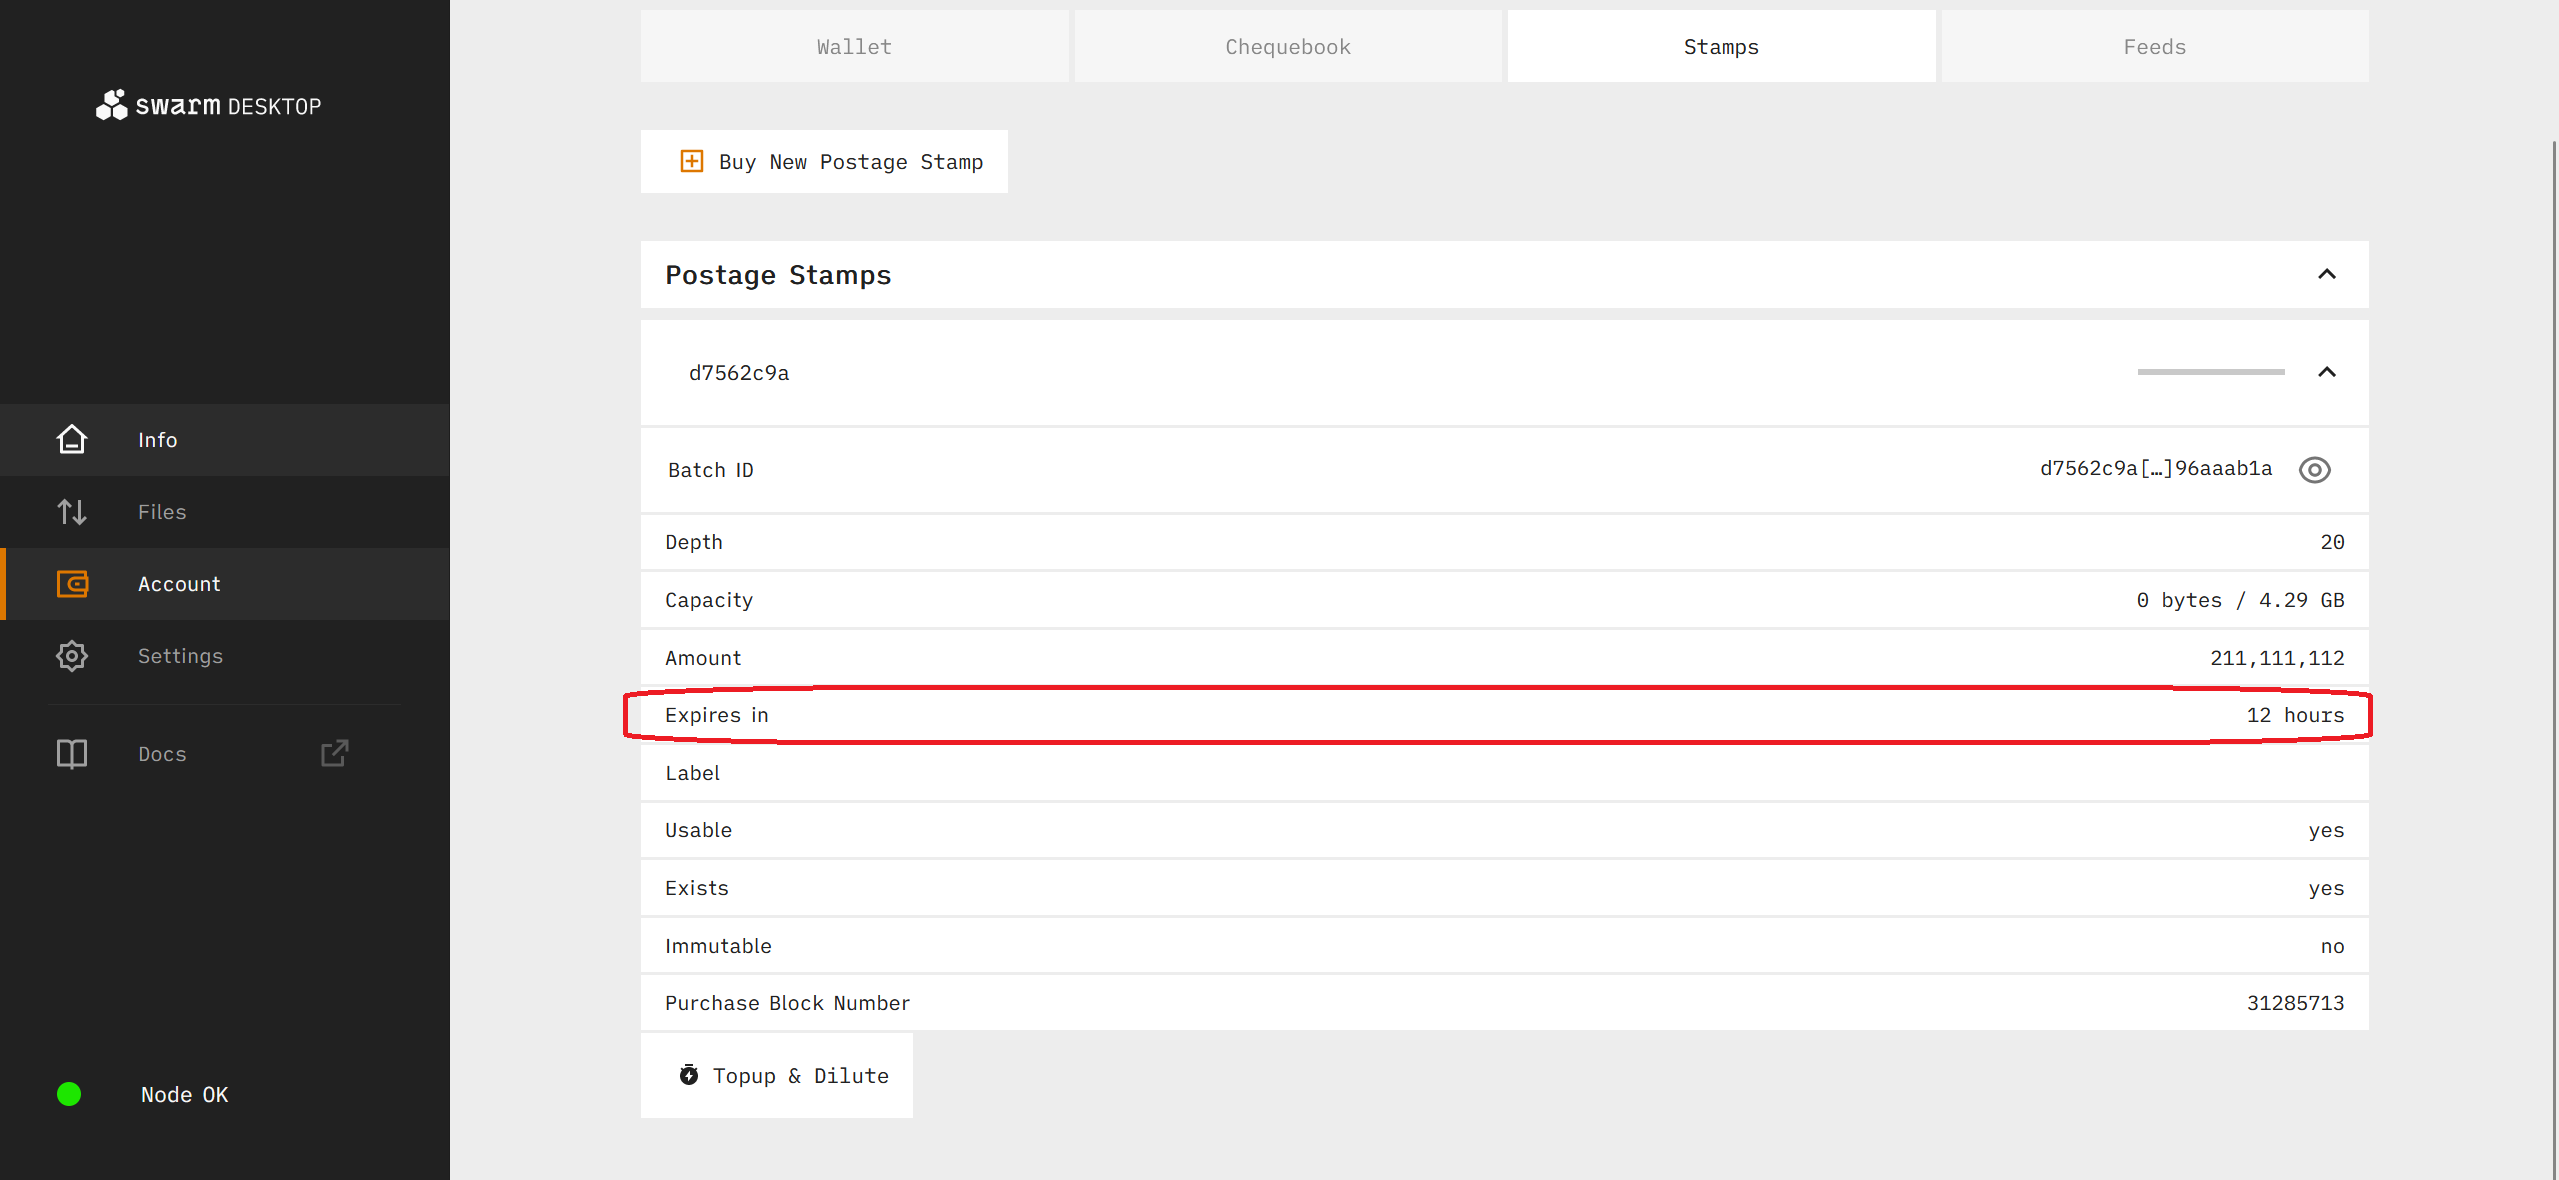 Wallet
Chequebook
Stamps
Feeds
swarm DESKTOP
Buy New Postage Stamp
Postage Stamps
d7562c9a
Info
Batch ID d7562c9a[…]96aaab1a
Files
Depth 20
Account
Capacity 0 bytes / 4.29 GB
Settings
Amount 211,111,112
Expires in 12 hours
Docs
Label
Usable yes
Exists yes
Immutable no
Purchase Block Number 31285713
Topup & Dilute
Node OK